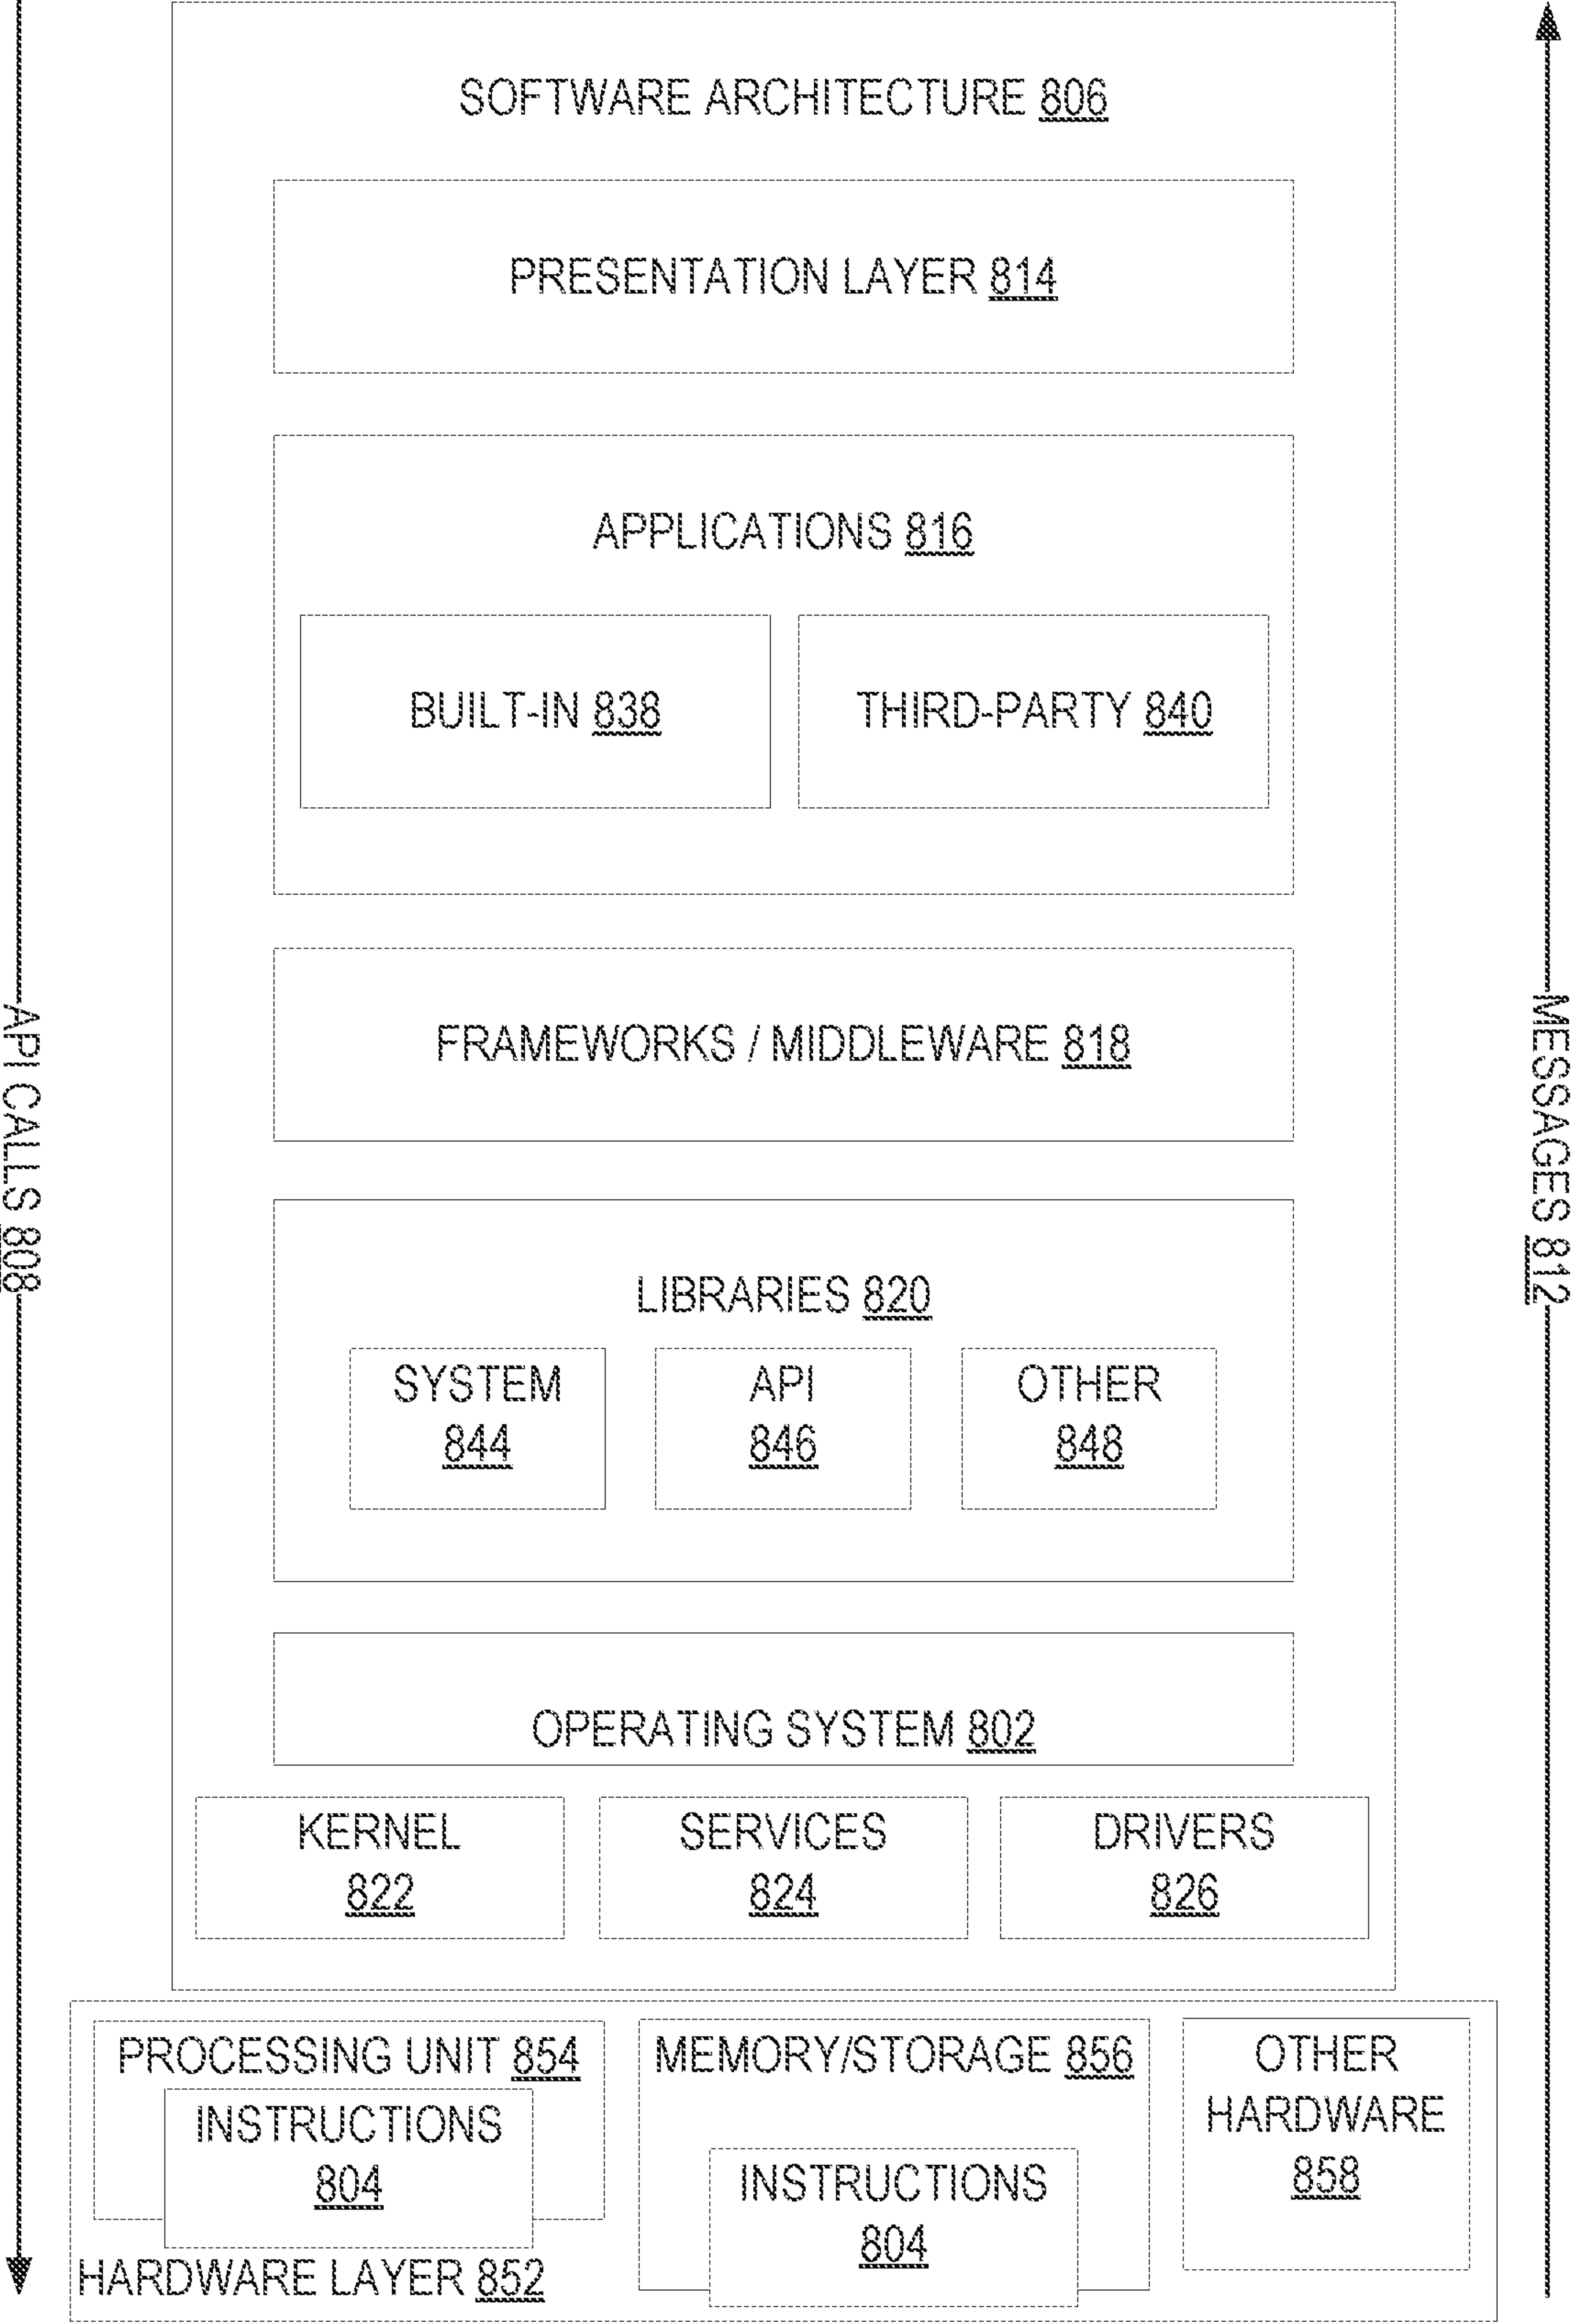 SOFTWARE ARCHITECTURE 806
PRESENTATION LAYER 814
APPLICATIONS 816
BUILT-IN 838
THIRD-PARTY 840
FRAMEWORKS / MIDDLEWARE 818
API CALLS 808
MESSAGES 812
LIBRARIES 820
SYSTEM
844
API
846
OTHER
848
OPERATING SYSTEM 802
KERNEL
822
SERVICES
824
DRIVERS
826
PROCESSING UNIT 854
INSTRUCTIONS
804
MEMORY/STORAGE 856
INSTRUCTIONS
804
OTHER
HARDWARE
858
HARDWARE LAYER 852